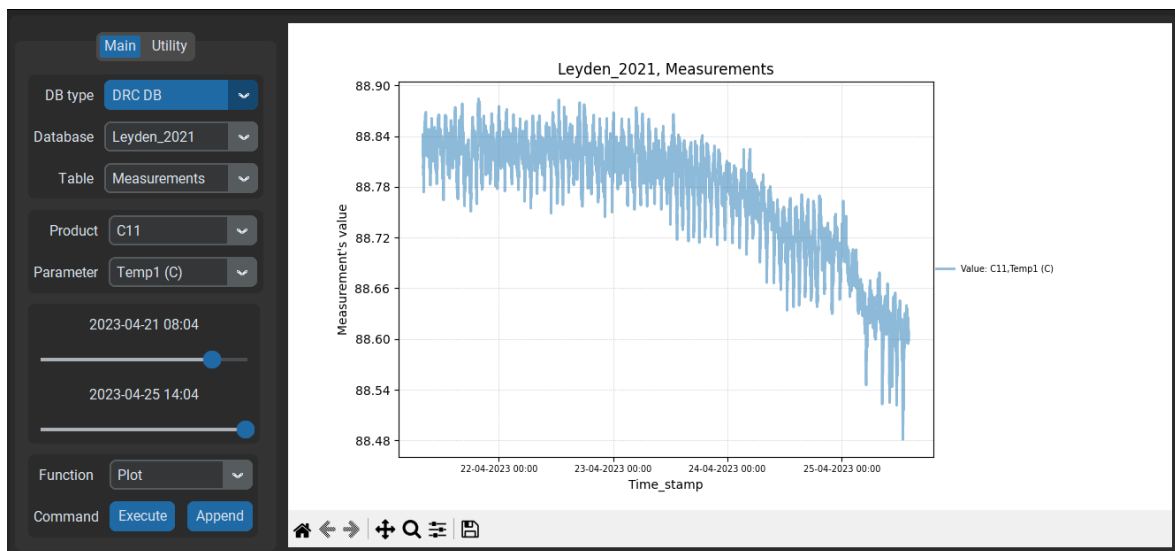 Main Utility
DB type DRC DB
Database Leyden_2021
Table Measurements
Product C11
Parameter Temp1 (C)
2023-04-21 08:04
2023-04-25 14:04
Function Plot
Command Execute Append
Leyden_2021, Measurements
Measurement's value
88.90
88.84
88.78
88.72
88.66
88.60
88.54
88.48
22-04-2023 00:00 23-04-2023 00:00 24-04-2023 00:00 25-04-2023 00:00
Time_stamp
Value: C11,Temp1 (C)